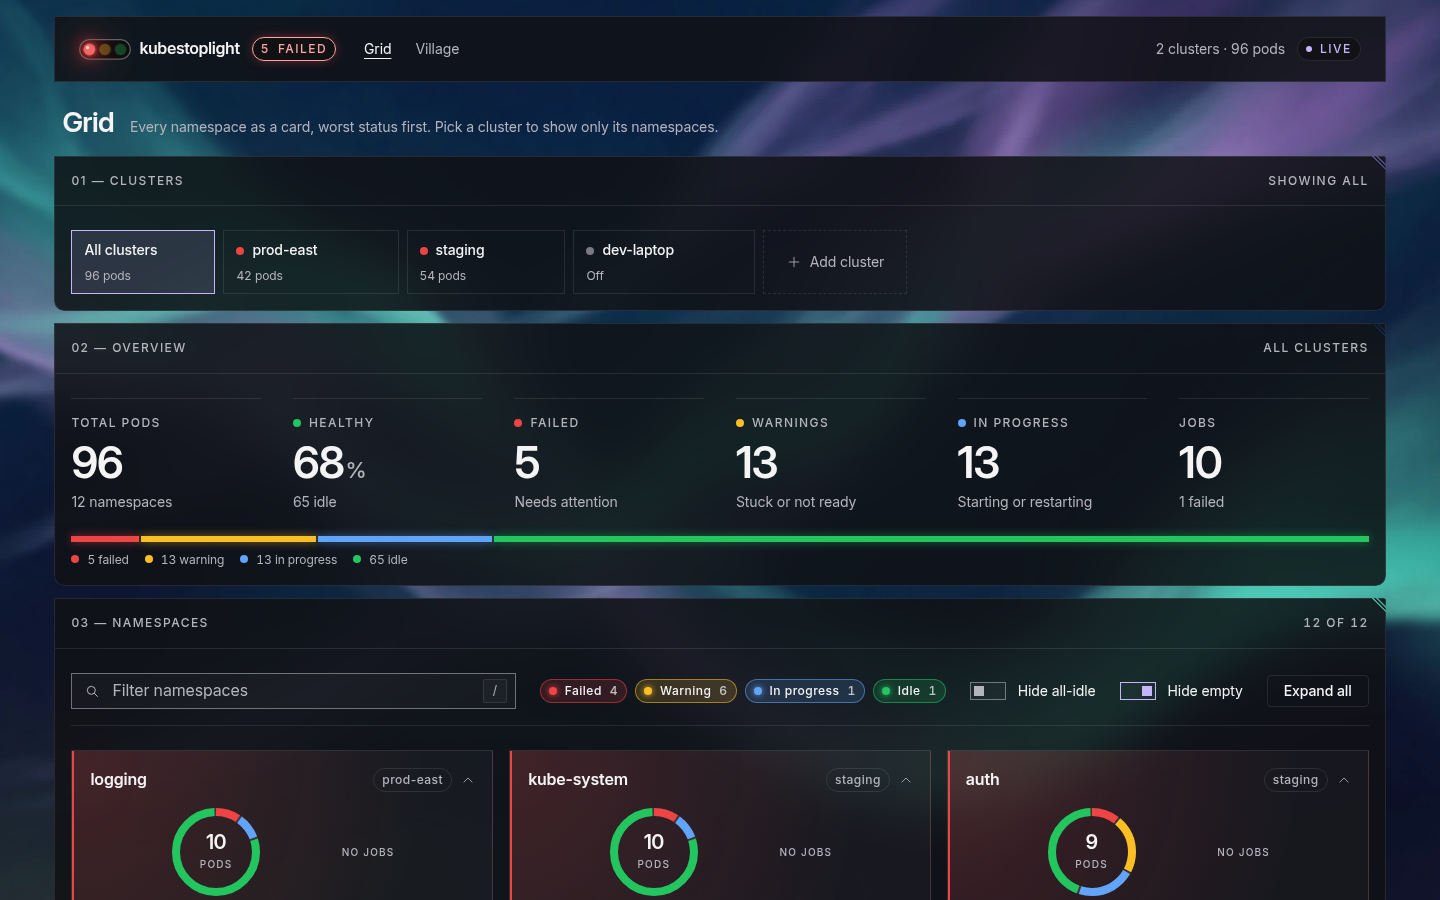 kubestoplight 5 FAILED Grid Village 2 clusters · 96 pods LIVE
Grid Every namespace as a card, worst status first. Pick a cluster to show only its namespaces.
01 — CLUSTERS SHOWING ALL
All clusters prod-east staging dev-laptop
+ Add cluster
96 pods 42 pods 54 pods Off
02 — OVERVIEW ALL CLUSTERS
TOTAL PODS HEALTHY FAILED WARNINGS IN PROGRESS JOBS
96 68% 5 13 13 10
12 namespaces 65 idle Needs attention Stuck or not ready Starting or restarting 1 failed
5 failed 13 warning 13 in progress 65 idle
03 — NAMESPACES 12 OF 12
Filter namespaces / Failed 4 Warning 6 In progress 1 Idle 1 Hide all-idle Hide empty Expand all
logging prod-east kube-system staging auth staging
10 10 9
PODS NO JOBS PODS NO JOBS PODS NO JOBS